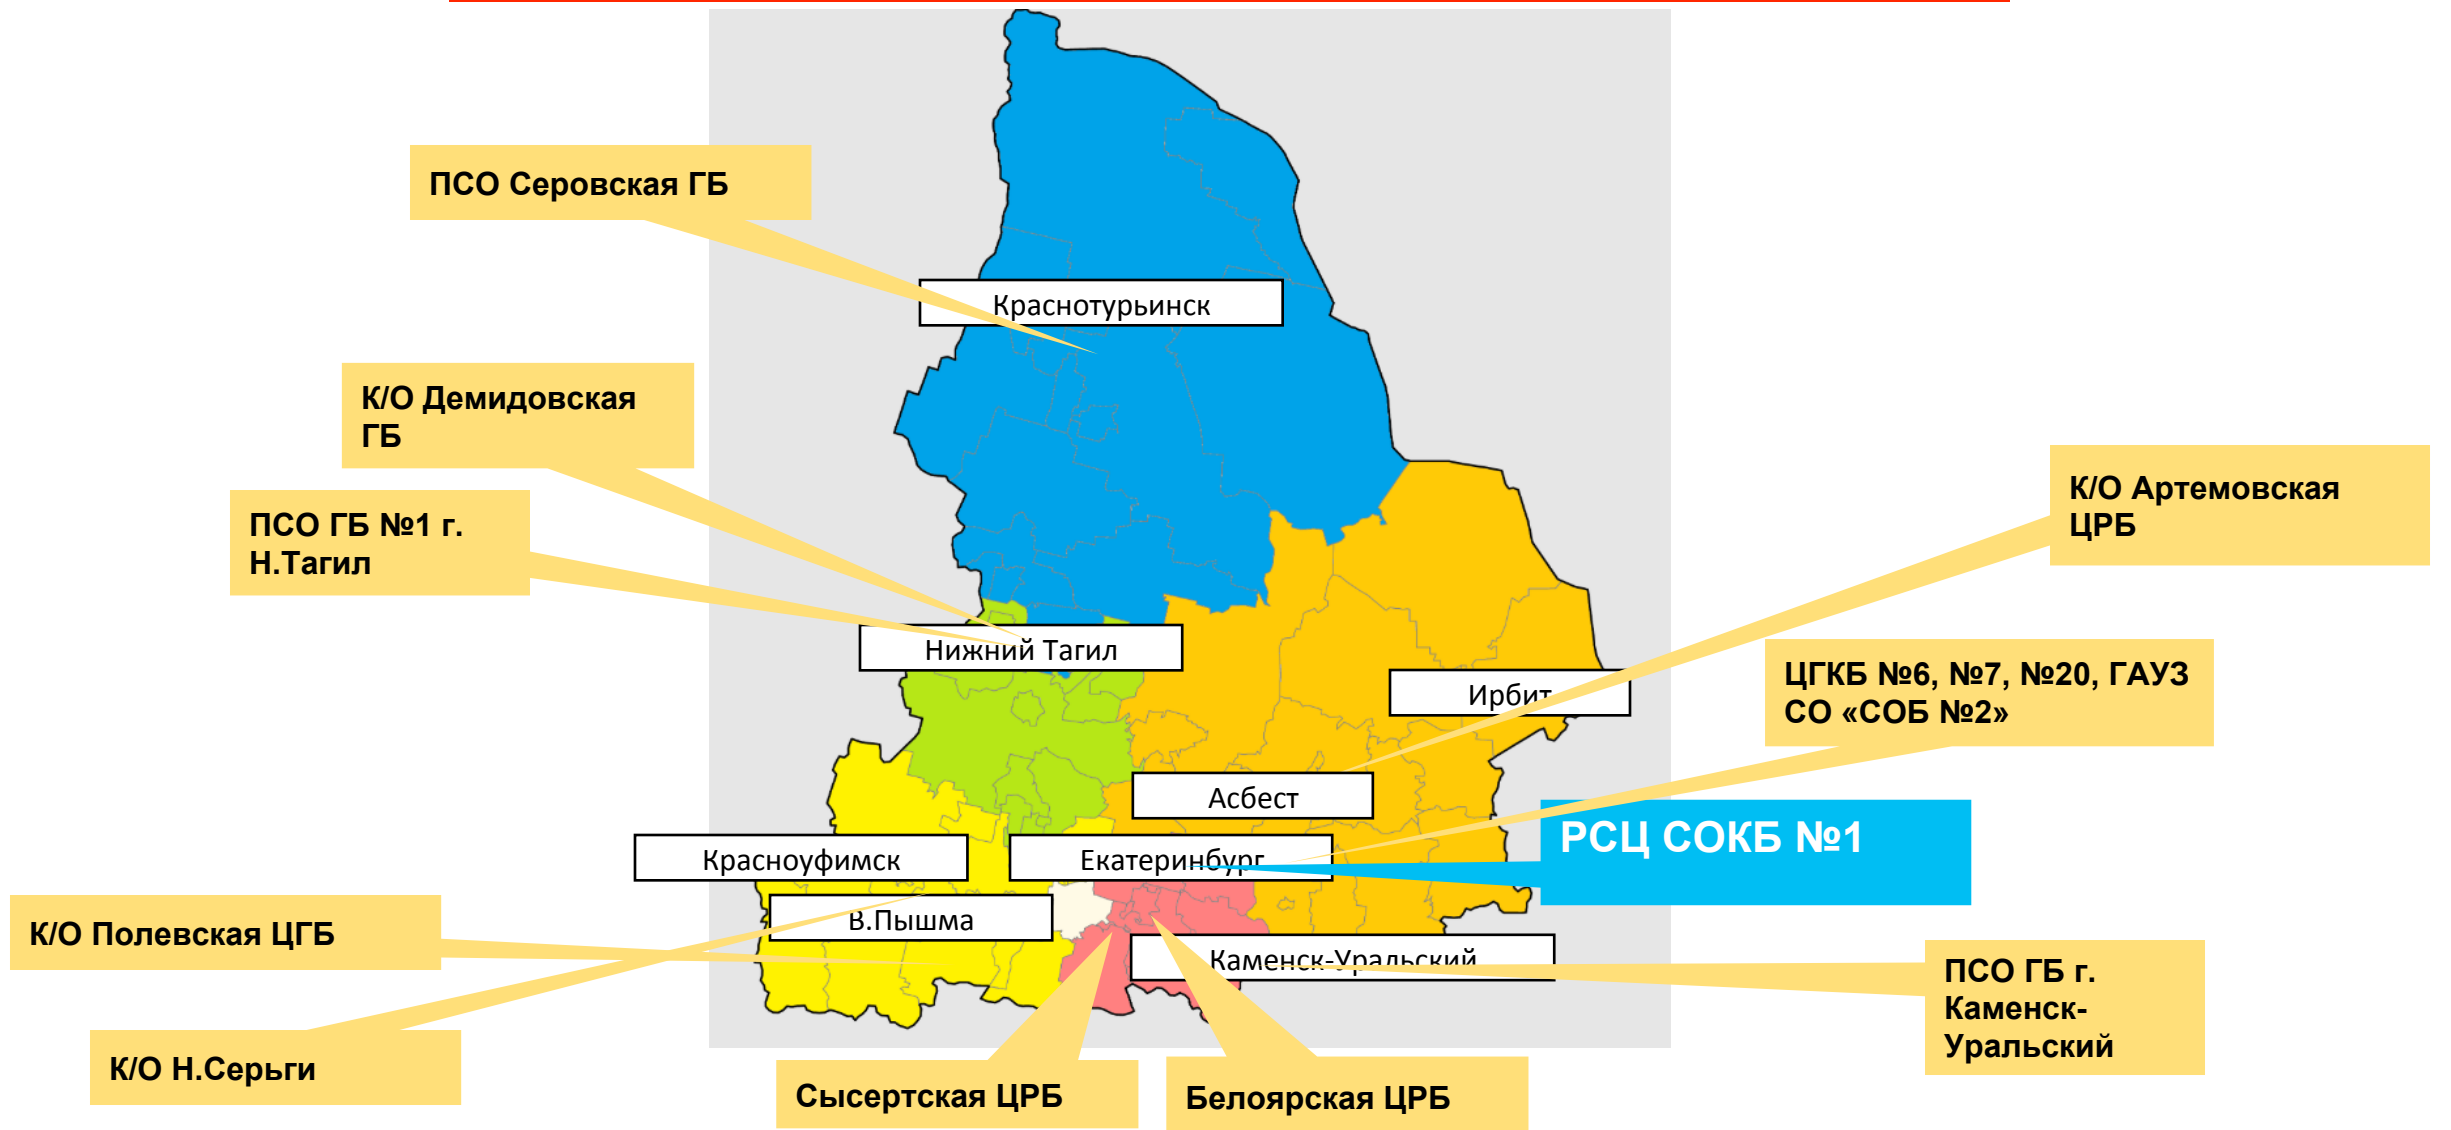 ПСО Серовская ГБ
Краснотурьинск
К/О Демидовская
ГБ
К/О Артемовская
ЦРБ
ПСО ГБ №1 г.
Н.Тагил
Нижний Тагил
Ирбит
ЦГКБ №6, №7, №20, ГАУЗ
СО «СОБ №2»
Асбест
РСЦ СОКБ №1
Красноуфимск
Екатеринбург
В.Пышма
К/О Полевская ЦГБ
Каменск-Уральский
ПСО ГБ г.
Каменск-
Уральский
К/О Н.Серьги
Сысертская ЦРБ
Белоярская ЦРБ